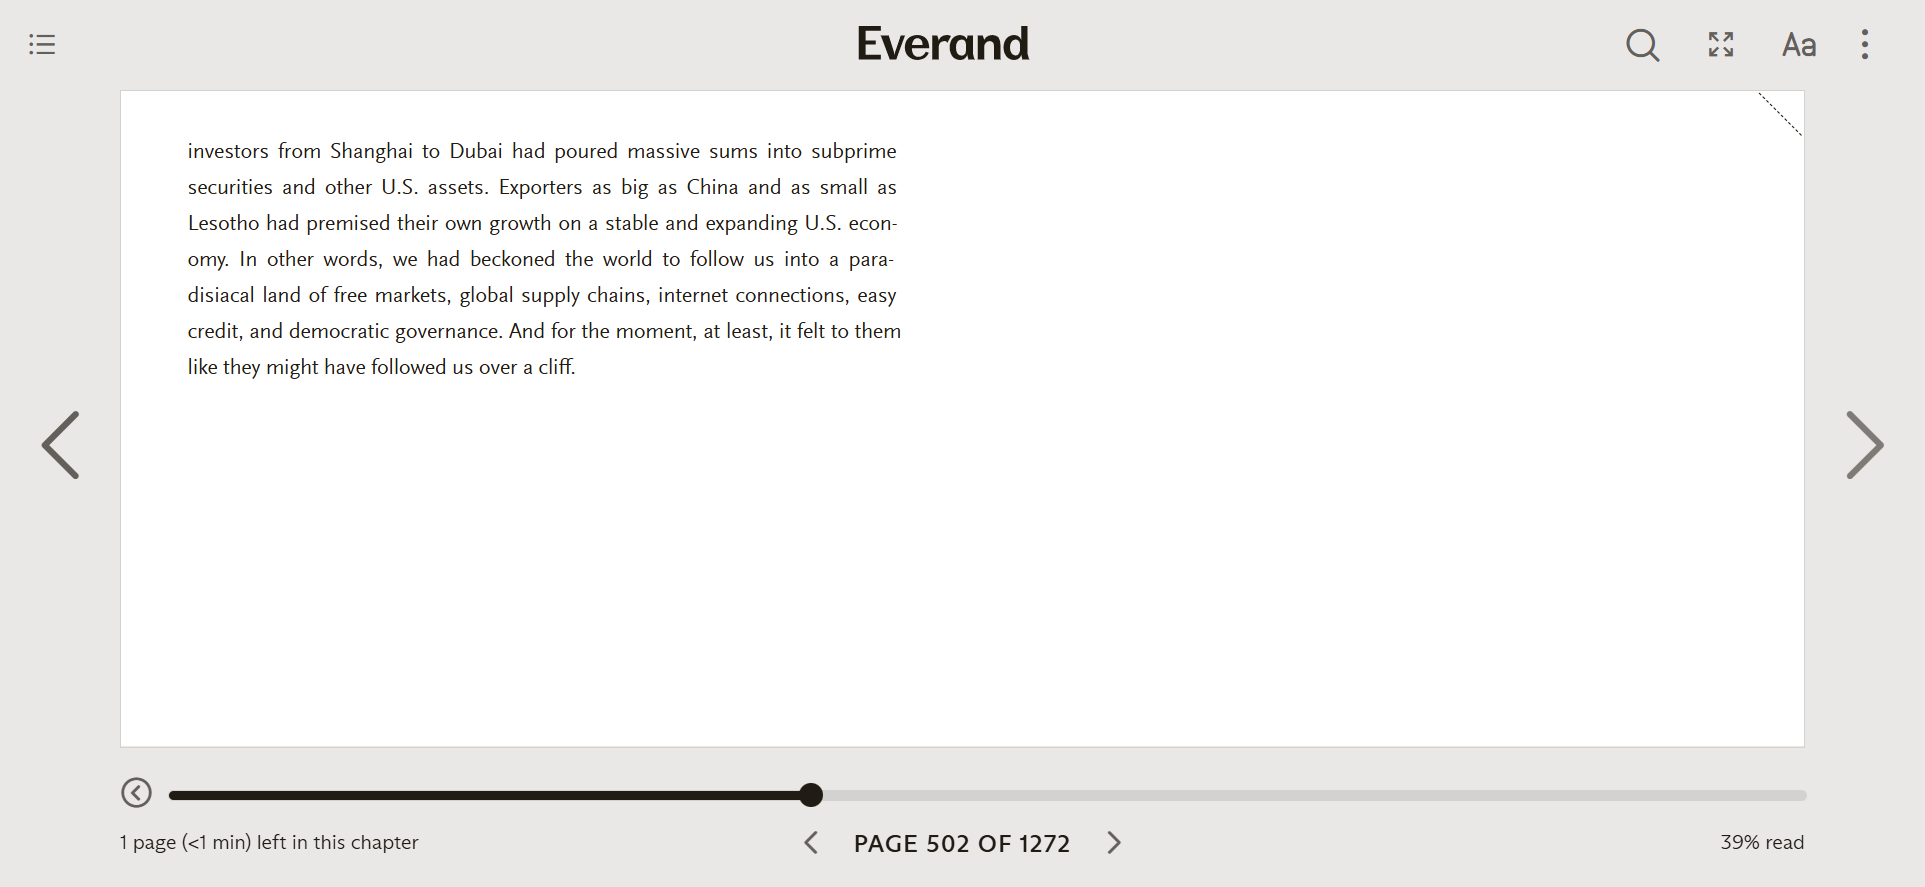 Everand
Aa
investors from Shanghai to Dubai had poured massive sums into subprime
securities and other U.S. assets. Exporters as big as China and as small as
Lesotho had premised their own growth on a stable and expanding U.S. econ-
omy. In other words, we had beckoned the world to follow us into a para-
disiacal land of free markets, global supply chains, internet connections, easy
credit, and democratic governance. And for the moment, at least, it felt to them
like they might have followed us over a cliff.
1 page (<1 min) left in this chapter
PAGE 502 OF 1272
39% read